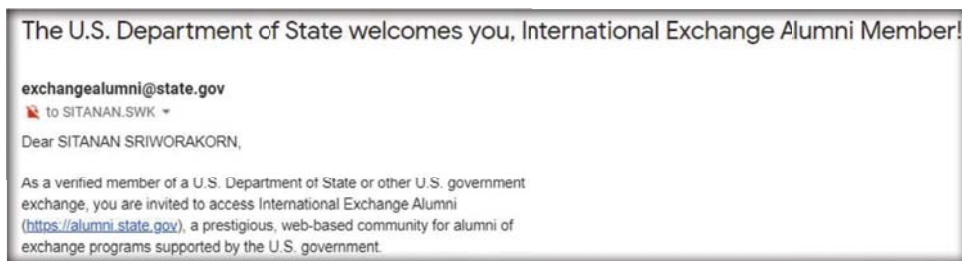 The U.S. Department of State welcomes you, International Exchange Alumni Member!
exchangealumni@state.gov
to SITANAN.SWK
Dear SITANAN SRIWORAKORN,
As a verified member of a U.S. Department of State or other U.S. government
exchange, you are invited to access International Exchange Alumni
(https://alumni.state.gov), a prestigious, web-based community for alumni of
exchange programs supported by the U.S. government.